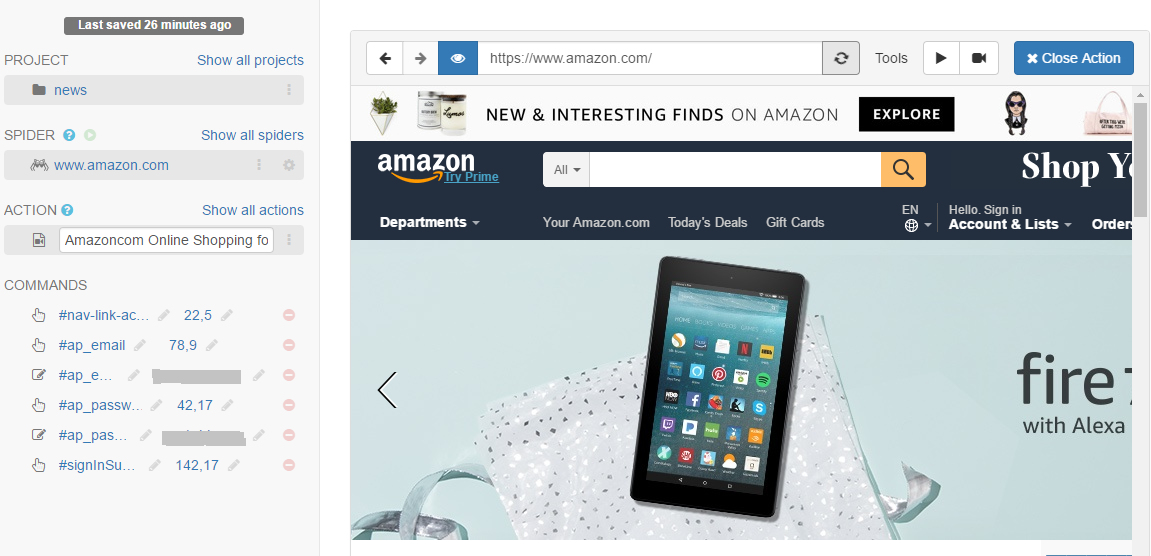 Last saved 26 minutes ago
PROJECT Show all projects
news
SPIDER ? Show all spiders
www.amazon.com
ACTION ? Show all actions
Amazoncom Online Shopping fo
COMMANDS
#nav-link-ac... 22,5
#ap_email 78,9
#ap_e...
#ap_passw... 42,17
#ap_pas...
#signInSu... 142,17
https://www.amazon.com/ Tools Close Action
NEW & INTERESTING FINDS ON AMAZON EXPLORE
amazon
Try Prime
All
Shop Yo
Departments Your Amazon.com Today's Deals Gift Cards
EN
Hello. Sign in
Account & Lists Orders
fire 7
with Alexa